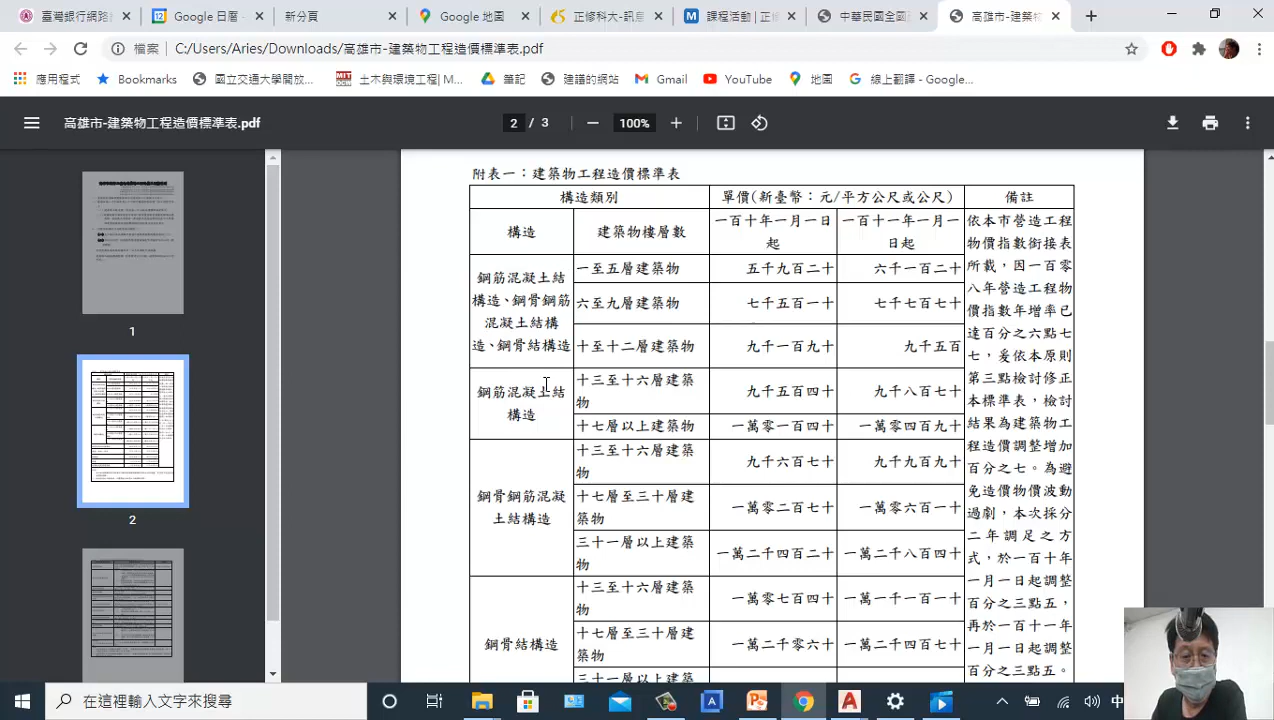 臺灣銀行網路
Google 日曆 -
新分頁
Google 地圖
正修科大-訊息
課程活動 | 正
中華民國全國
高雄市-建築物
檔案
C:/Users/Aries/Downloads/高雄市-建築物工程造價標準表.pdf
應用程式
Bookmarks
國立交通大學開放...
土木與環境工程| M...
筆記
建議的網站
Gmail
YouTube
地圖
線上翻譯 - Google...
高雄市-建築物工程造價標準表.pdf
2 / 3
100%
1
2
附表一：建築物工程造價標準表
構造類別
單價(新臺幣：元/平方公尺或公尺)
備註
構造
建築物樓層數
一百十年一月一日
起
一百十一年一月一
日起
鋼筋混凝土結
構造、鋼骨鋼筋
混凝土結構
造、鋼骨結構造
一至五層建築物
五千九百二十
六千一百二十
六至九層建築物
七千五百一十
七千七百七十
十至十二層建築物
九千一百九十
九千五百
鋼筋混凝土結
構造
十三至十六層建築
物
九千五百四十
九千八百七十
十七層以上建築物
一萬零一百四十
一萬零四百九十
鋼骨鋼筋混凝
土結構造
十三至十六層建築
物
九千六百七十
九千九百九十
十七層至三十層建
築物
一萬零二百七十
一萬零六百一十
三十一層以上建築
物
一萬二千四百二十
一萬二千八百四十
鋼骨結構造
十三至十六層建築
物
一萬零七百四十
一萬一千一百一十
十七層至三十層建
築物
一萬二千零六十
一萬二千四百七十
三十一層以上建築
依本市營造工程
物價指數銜接表
所載，因一百零
八年營造工程物
價指數年增率已
達百分之六點七
七，爰依本原則
第三點檢討修正
本標準表，檢討
結果為建築物工
程造價調整增加
百分之七。為避
免造價物價波動
過劇，本次採分
二年調足之方
式，於一百十年
一月一日起調整
百分之三點五，
再於一百十一年
一月一日起調整
百分之三點五。
在這裡輸入文字來搜尋
中